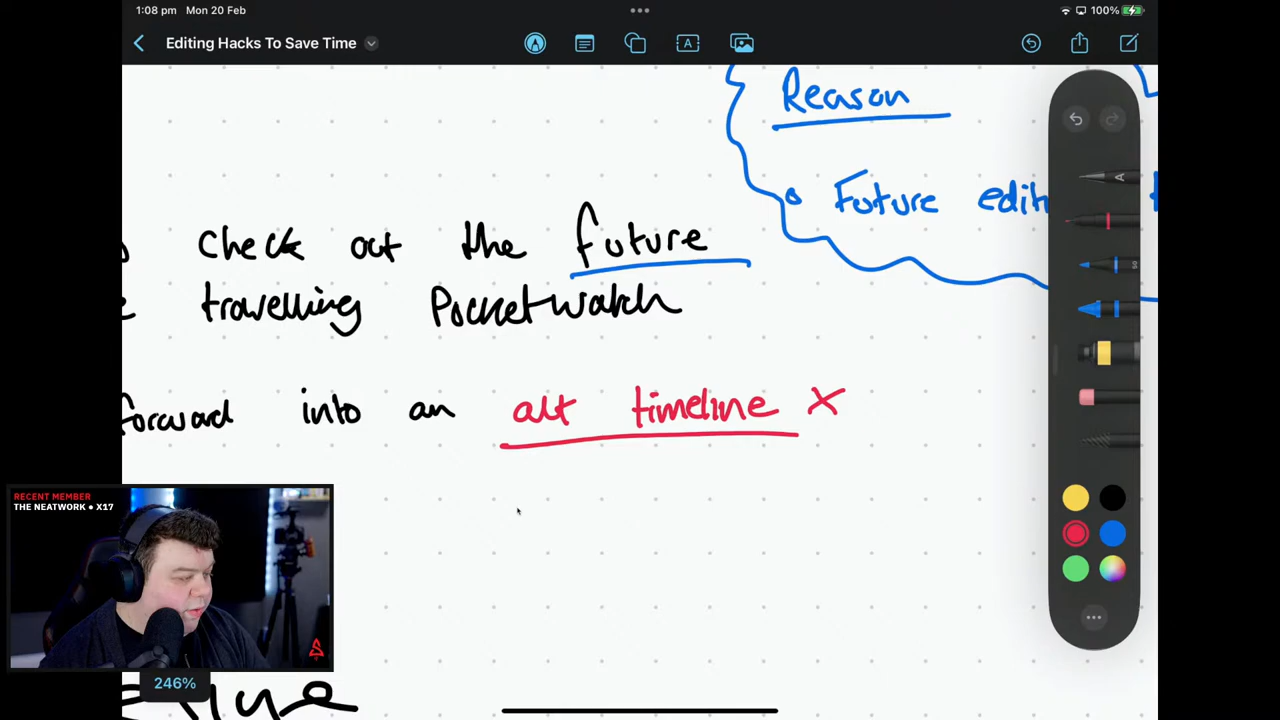 1:08 pm Mon 20 Feb
100%
Editing Hacks To Save Time
A
Reason
Future edit
check out the future
travelling Pocketwatch
forward into an alt timeline X
A
50
RECENT MEMBER
THE NEATWORK ● X17
246%